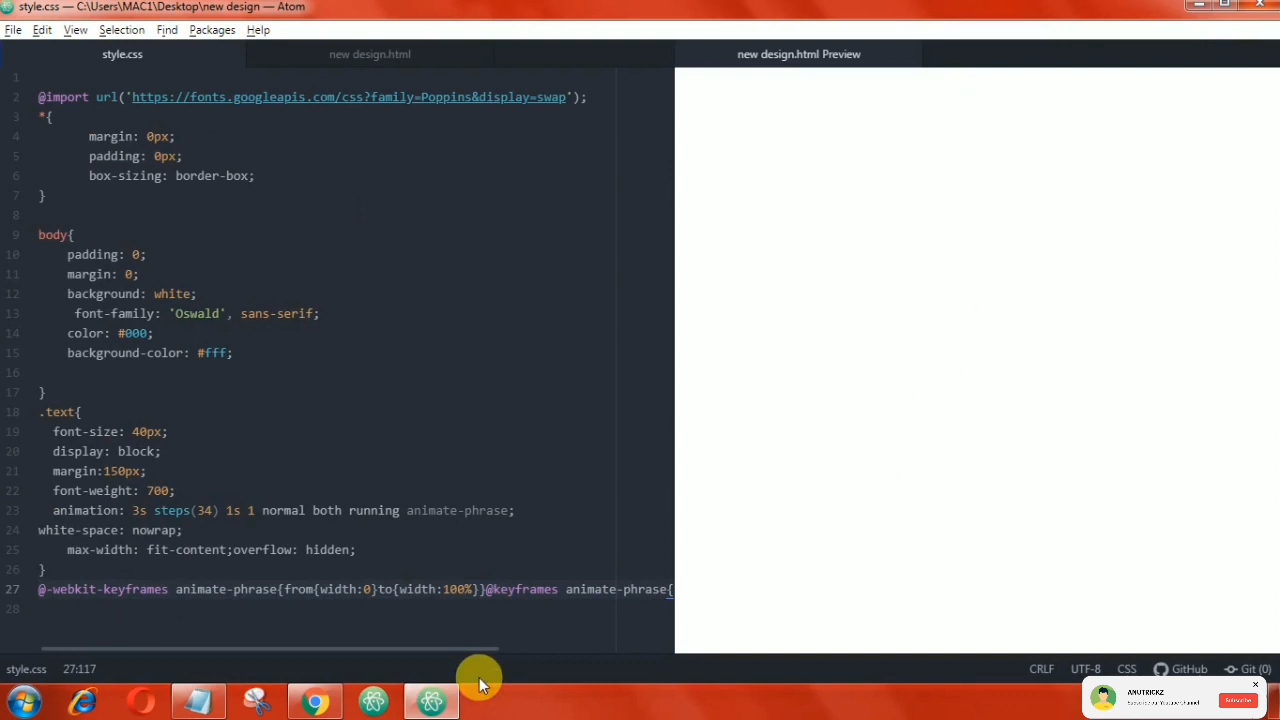 style.css — C:\Users\MAC1\Desktop\new design — Atom
File Edit View Selection Find Packages Help
style.css new design.html new design.html Preview
1
2 @import url('https://fonts.googleapis.com/css?family=Poppins&display=swap');
3 *{
4 margin: 0px;
5 padding: 0px;
6 box-sizing: border-box;
7 }
8
9 body{
10 padding: 0;
11 margin: 0;
12 background: white;
13 font-family: 'Oswald', sans-serif;
14 color: #000;
15 background-color: #fff;
16
17 }
18 .text{
19 font-size: 40px;
20 display: block;
21 margin:150px;
22 font-weight: 700;
23 animation: 3s steps(34) 1s 1 normal both running animate-phrase;
24 white-space: nowrap;
25 max-width: fit-content;overflow: hidden;
26 }
27 @-webkit-keyframes animate-phrase{from{width:0}to{width:100%}}@keyframes animate-phrase{
28
style.css 27:117 CRLF UTF-8 CSS GitHub Git (0)
ANUTRICKZ
Subscribe our Youtube Channel
Subscribe